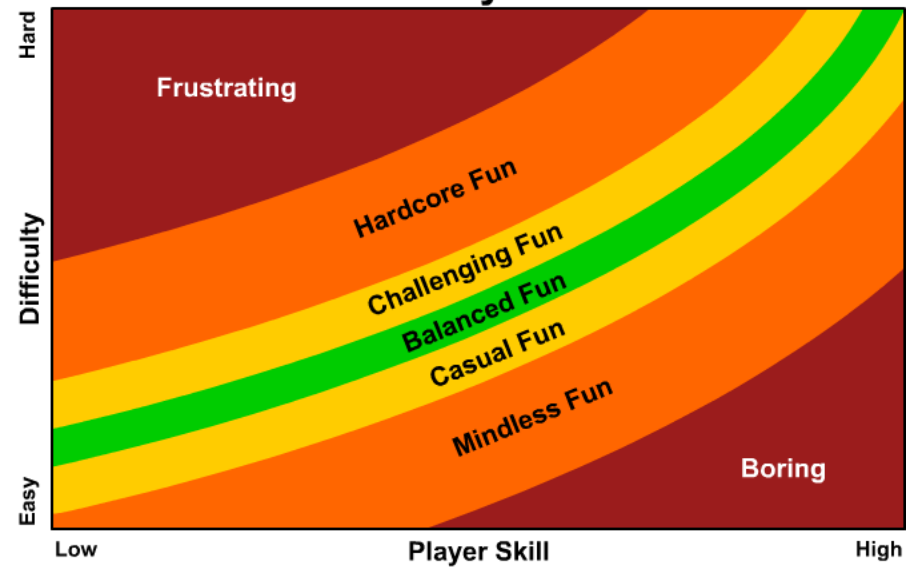 Hard
Frustrating
Hardcore Fun
Difficulty
Challenging Fun
Balanced Fun
Casual Fun
Mindless Fun
Boring
Easy
Low
Player Skill
High